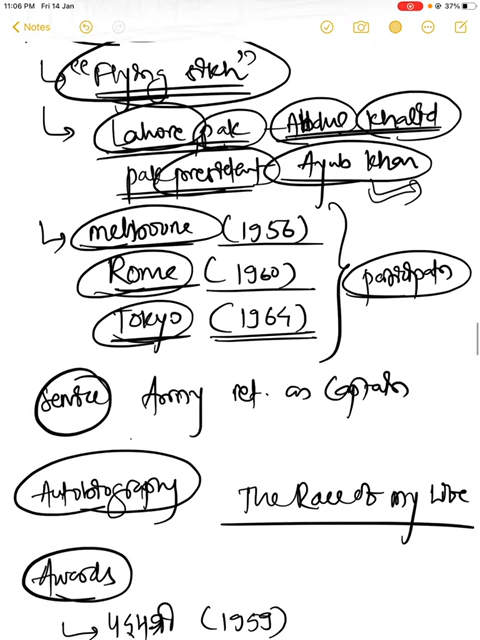 11:06 PM Fri 14 Jan
37%
Notes
"Flying sikh"
Lahore pak - Abdul khalid
pak president Ayub khan
melbourne (1956)
Rome (1960)
Tokyo (1964)
participate
Service Army ret. as Captain
Autobiography
The Race of my Life
Awards
पद्मश्री (1959)